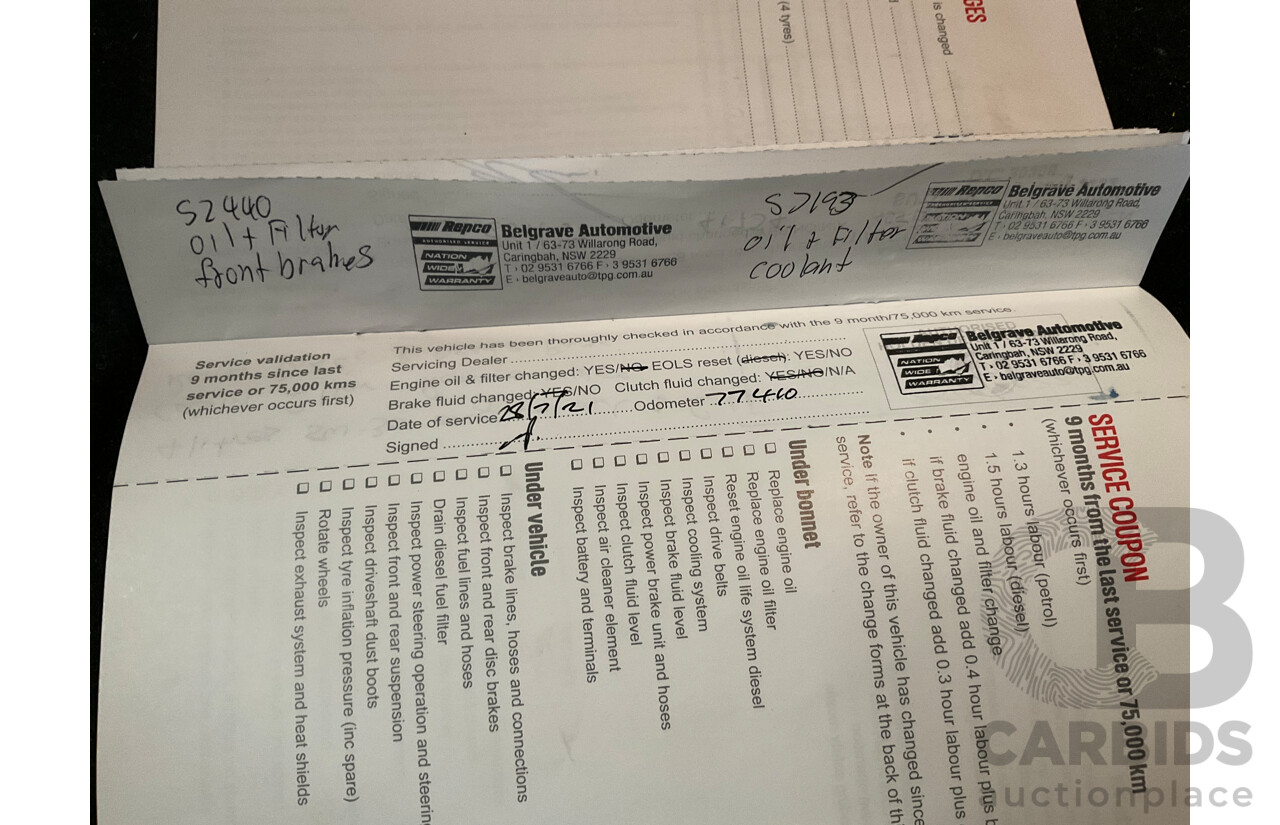 GES
is changed
(4 tyres)
52440
oil + Filter
front brakes
Repco
AUTHORISED SERVICE
NATION
WIDE
WARRANTY
Belgrave Automotive
Unit 1 / 63-73 Willarong Road,
Caringbah, NSW 2229
T · 02 9531 6766 F · 3 9531 6766
E · belgraveauto@tpg.com.au
52193
oil + Filter
coolant
Repco
Belgrave Automotive
Unit 1 / 63-73 Willarong Road,
Caringbah, NSW 2229
T · 02 9531 6766 F · 3 9531 6766
E · belgraveauto@tpg.com.au
Service validation
9 months since last
service or 75,000 kms
(whichever occurs first)
This vehicle has been thoroughly checked in accordance with the 9 month/75,000 km service.
Servicing Dealer
Engine oil & filter changed: YES/NO EOLS reset (diesel): YES/NO
Brake fluid changed: YES/NO Clutch fluid changed: YES/NO/N/A
Date of service 28/7/21 Odometer 77410
Signed
Repco
NATION
WIDE
WARRANTY
Belgrave Automotive
Unit 1 / 63-73 Willarong Road,
Caringbah, NSW 2229
T · 02 9531 6766 F · 3 9531 6766
E · belgraveauto@tpg.com.au
SERVICE COUPON
9 months from the last service or 75,000 km
(whichever occurs first)
• 1.3 hours labour (petrol)
• 1.5 hours labour (diesel)
• engine oil and filter change
• if brake fluid changed add 0.4 hour labour plus b
• if clutch fluid changed add 0.3 hour labour plus
Note If the owner of this vehicle has changed since
service, refer to the change forms at the back of th
Under bonnet
Replace engine oil
Replace engine oil filter
Reset engine oil life system diesel
Inspect drive belts
Inspect cooling system
Inspect brake fluid level
Inspect power brake unit and hoses
Inspect clutch fluid level
Inspect air cleaner element
Inspect battery and terminals
Under vehicle
Inspect brake lines, hoses and connections
Inspect front and rear disc brakes
Inspect fuel lines and hoses
Drain diesel fuel filter
Inspect power steering operation and steering
Inspect front and rear suspension
Inspect driveshaft dust boots
Inspect tyre inflation pressure (inc spare)
Rotate wheels
Inspect exhaust system and heat shields
CARBIDS
auctionplace